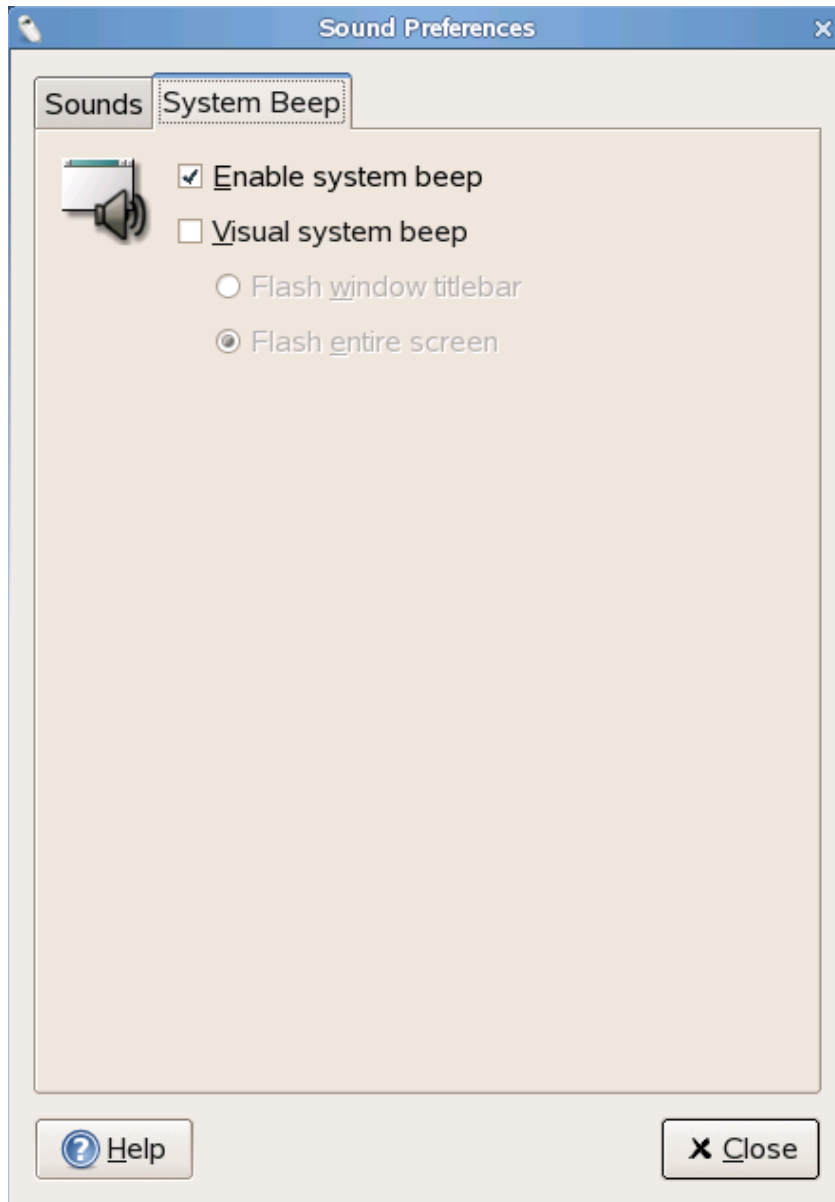 Sound Preferences
Sounds System Beep
Enable system beep
Visual system beep
Flash window titlebar
Flash entire screen
Help Close